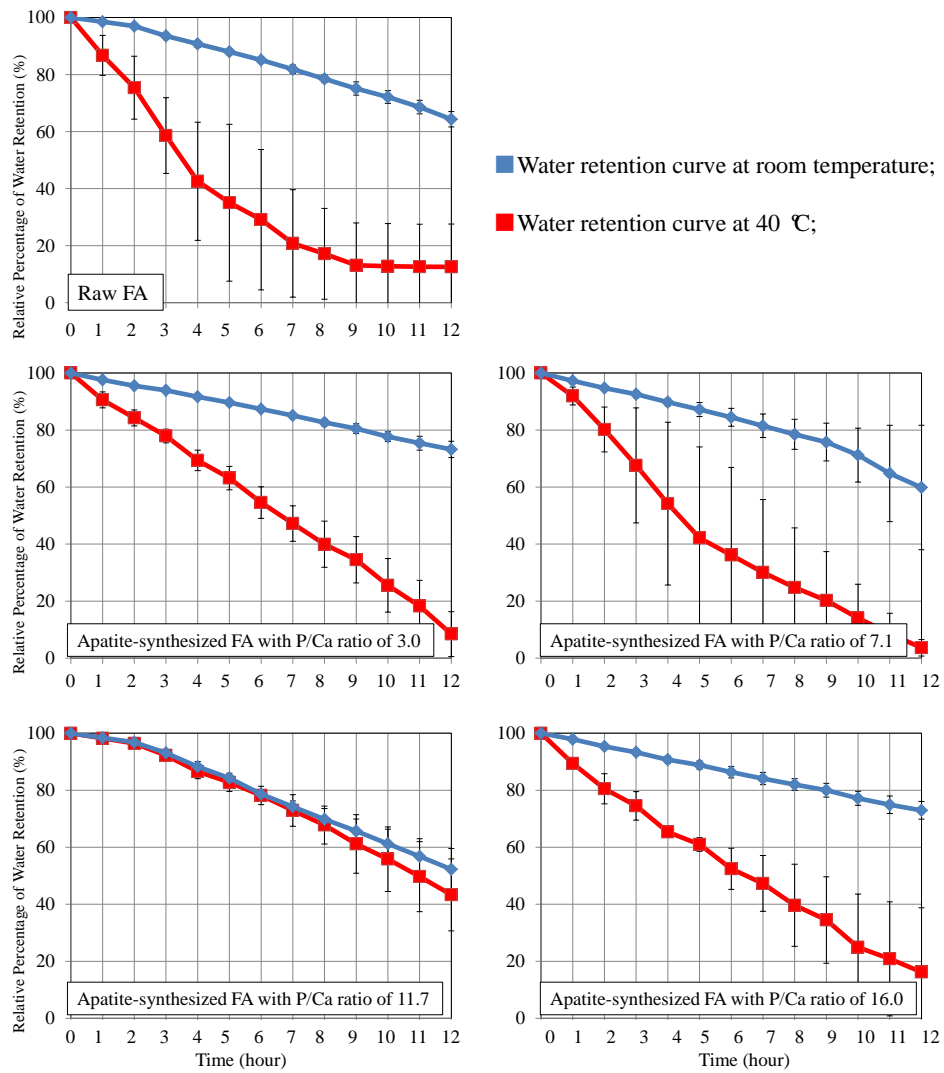 Relative Percentage of Water Retention (%)
100
80
60
40
20
0
Raw FA
0 1 2 3 4 5 6 7 8 9 10 11 12
Water retention curve at room temperature;
Water retention curve at 40 ℃;
Relative Percentage of Water Retention (%)
100
80
60
40
20
0
Apatite-synthesized FA with P/Ca ratio of 3.0
0 1 2 3 4 5 6 7 8 9 10 11 12
100
80
60
40
20
0
Apatite-synthesized FA with P/Ca ratio of 7.1
0 1 2 3 4 5 6 7 8 9 10 11 12
Relative Percentage of Water Retention (%)
100
80
60
40
20
0
Apatite-synthesized FA with P/Ca ratio of 11.7
0 1 2 3 4 5 6 7 8 9 10 11 12
Time (hour)
100
80
60
40
20
0
Apatite-synthesized FA with P/Ca ratio of 16.0
0 1 2 3 4 5 6 7 8 9 10 11 12
Time (hour)